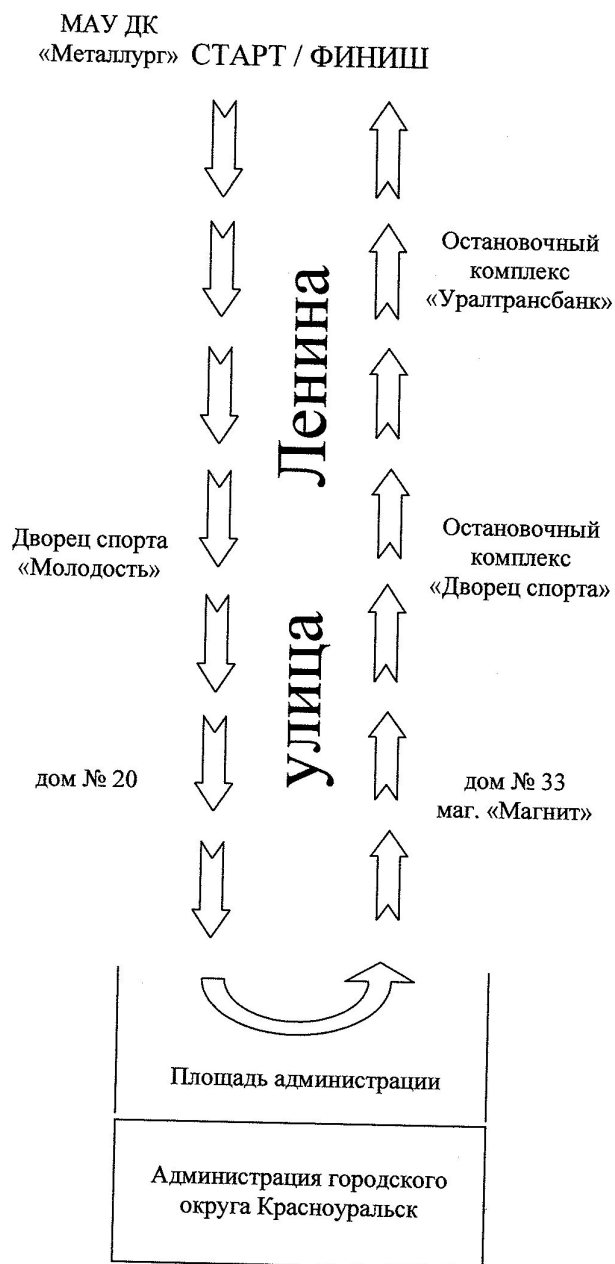 МАУ ДК
«Металлург» СТАРТ / ФИНИШ
Остановочный
комплекс
«Уралтрансбанк»
улица Ленина
Дворец спорта
«Молодость»
Остановочный
комплекс
«Дворец спорта»
дом № 20
дом № 33
маг. «Магнит»
Площадь администрации
Администрация городского
округа Красноуральск